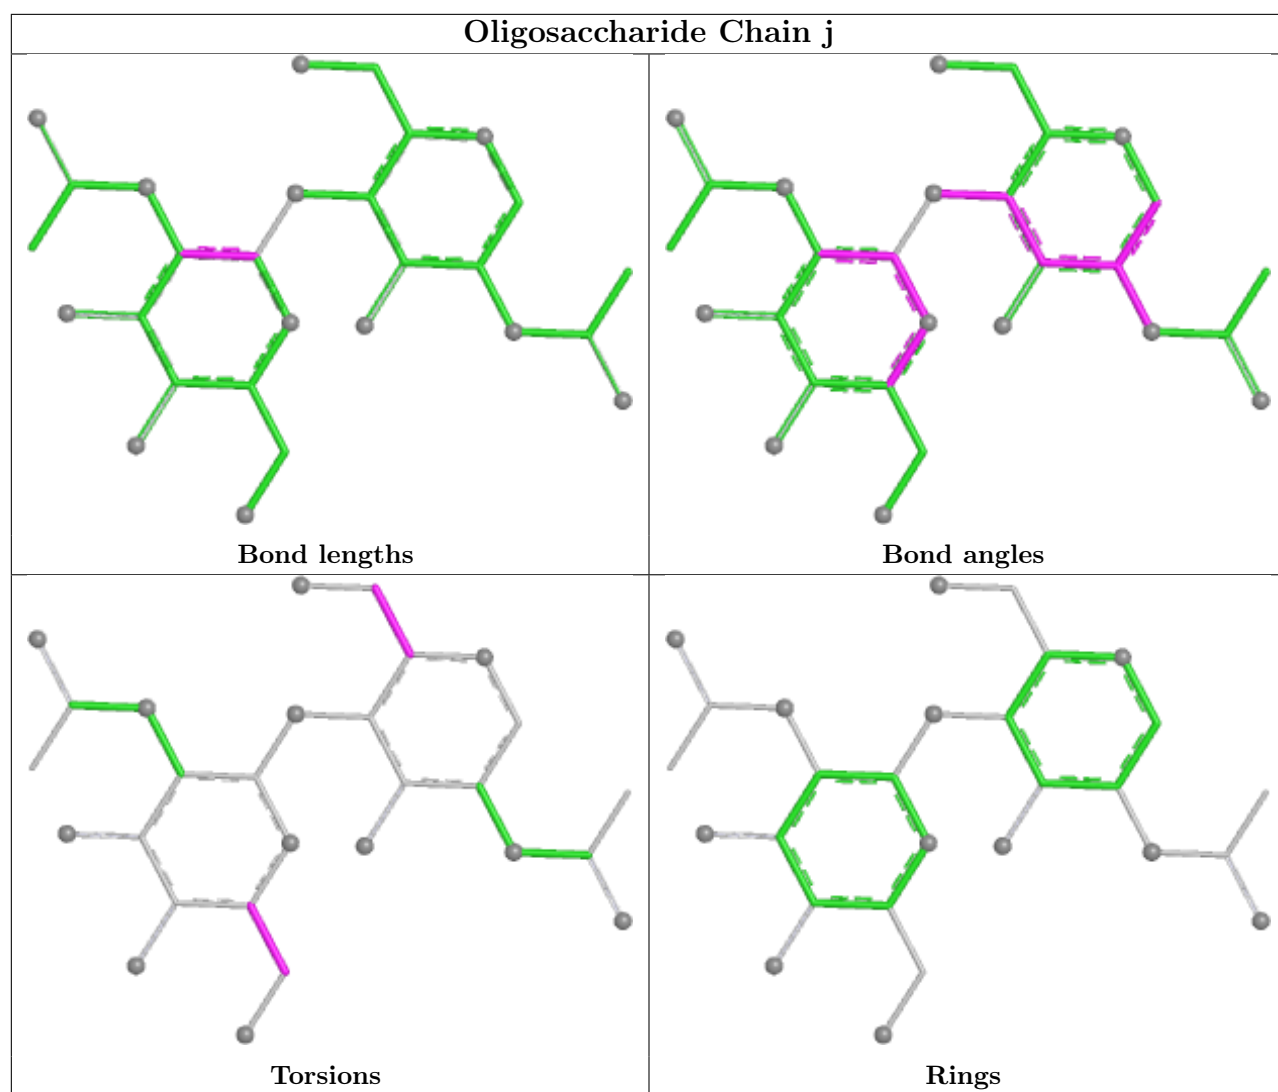 Oligosaccharide Chain j
Bond lengths
Bond angles
Torsions
Rings